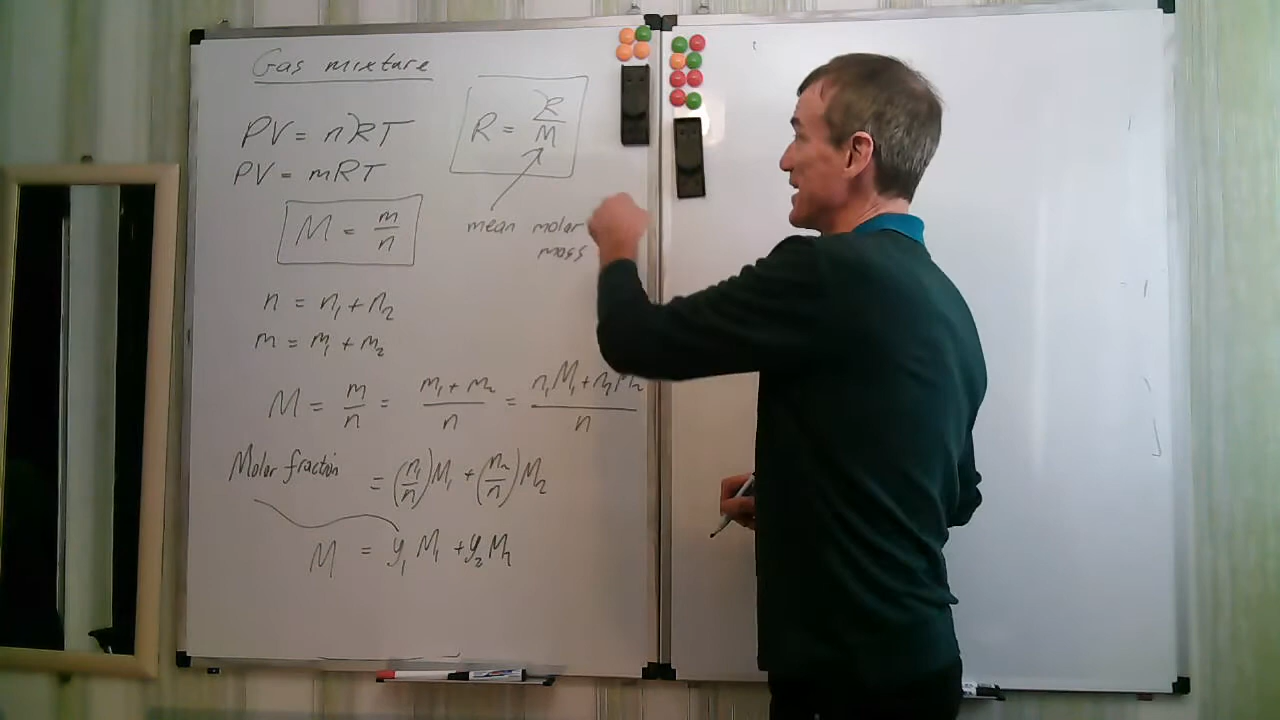 Gas mixture
PV = nℛT
PV = mRT
R = ℛ/M
M = m/n
mean molar
mass
n = n₁ + n₂
m = m₁ + m₂
M = m/n = (m₁ + m₂)/n = (n₁M₁ + n₂M₂)/n
Molar fraction
= (n₁/n)M₁ + (n₂/n)M₂
M = y₁M₁ + y₂M₂